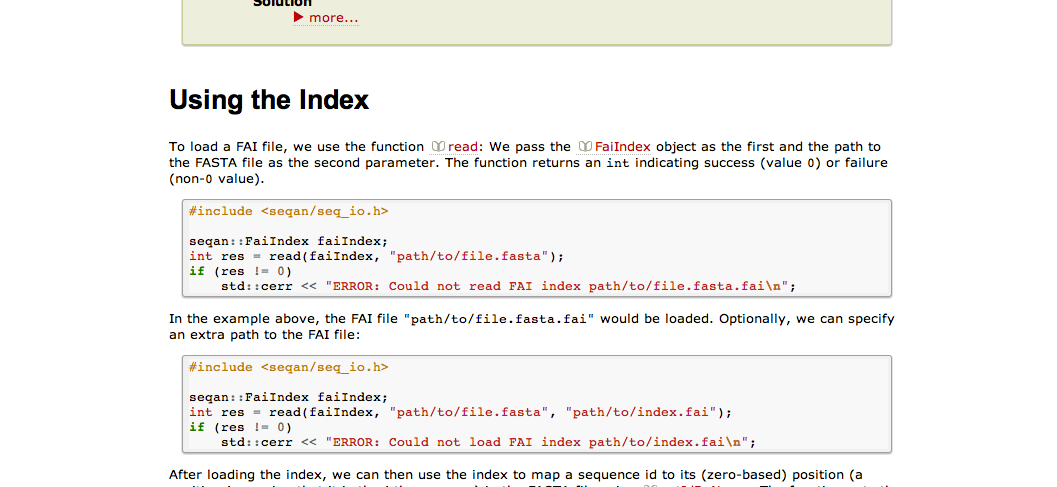 Solution
▶ more...
Using the Index
To load a FAI file, we use the function read: We pass the FaiIndex object as the first and the path to
the FASTA file as the second parameter. The function returns an int indicating success (value 0) or failure
(non-0 value).
#include <seqan/seq_io.h>
seqan::FaiIndex faiIndex;
int res = read(faiIndex, "path/to/file.fasta");
if (res != 0)
std::cerr << "ERROR: Could not read FAI index path/to/file.fasta.fai\n";
In the example above, the FAI file "path/to/file.fasta.fai" would be loaded. Optionally, we can specify
an extra path to the FAI file:
#include <seqan/seq_io.h>
seqan::FaiIndex faiIndex;
int res = read(faiIndex, "path/to/file.fasta", "path/to/index.fai");
if (res != 0)
std::cerr << "ERROR: Could not load FAI index path/to/index.fai\n";
After loading the index, we can then use the index to map a sequence id to its (zero-based) position (a